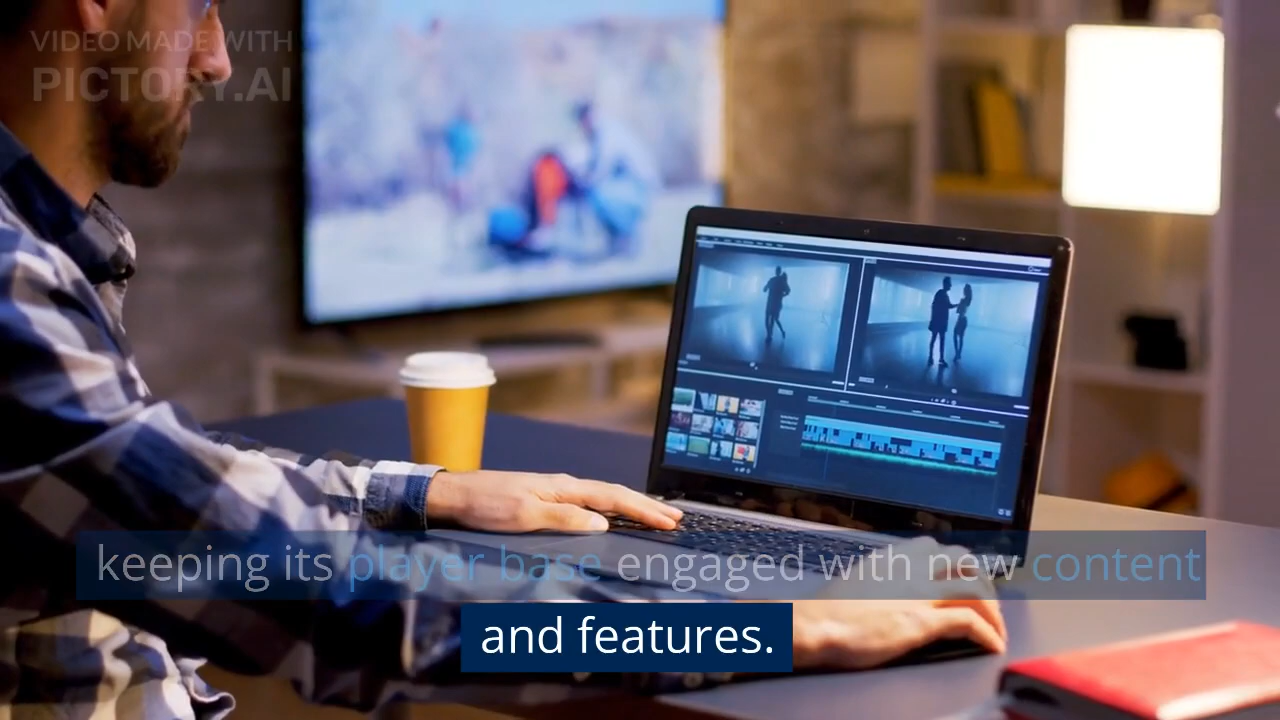 VIDEO MADE WITH
PICTORY.AI
keeping its player base engaged with new content
and features.